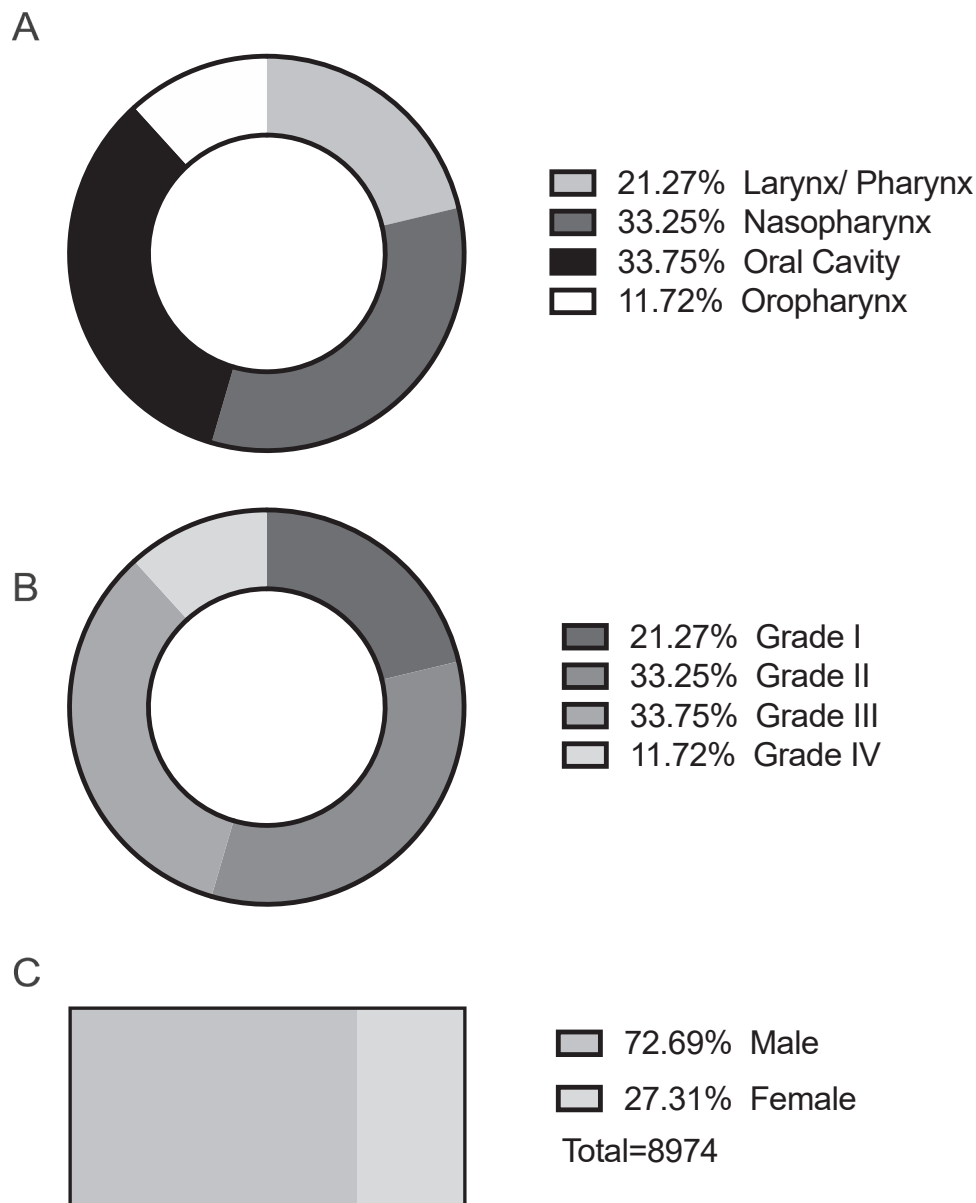 A
21.27% Larynx/ Pharynx
33.25% Nasopharynx
33.75% Oral Cavity
11.72% Oropharynx
B
21.27% Grade I
33.25% Grade II
33.75% Grade III
11.72% Grade IV
C
72.69% Male
27.31% Female
Total=8974